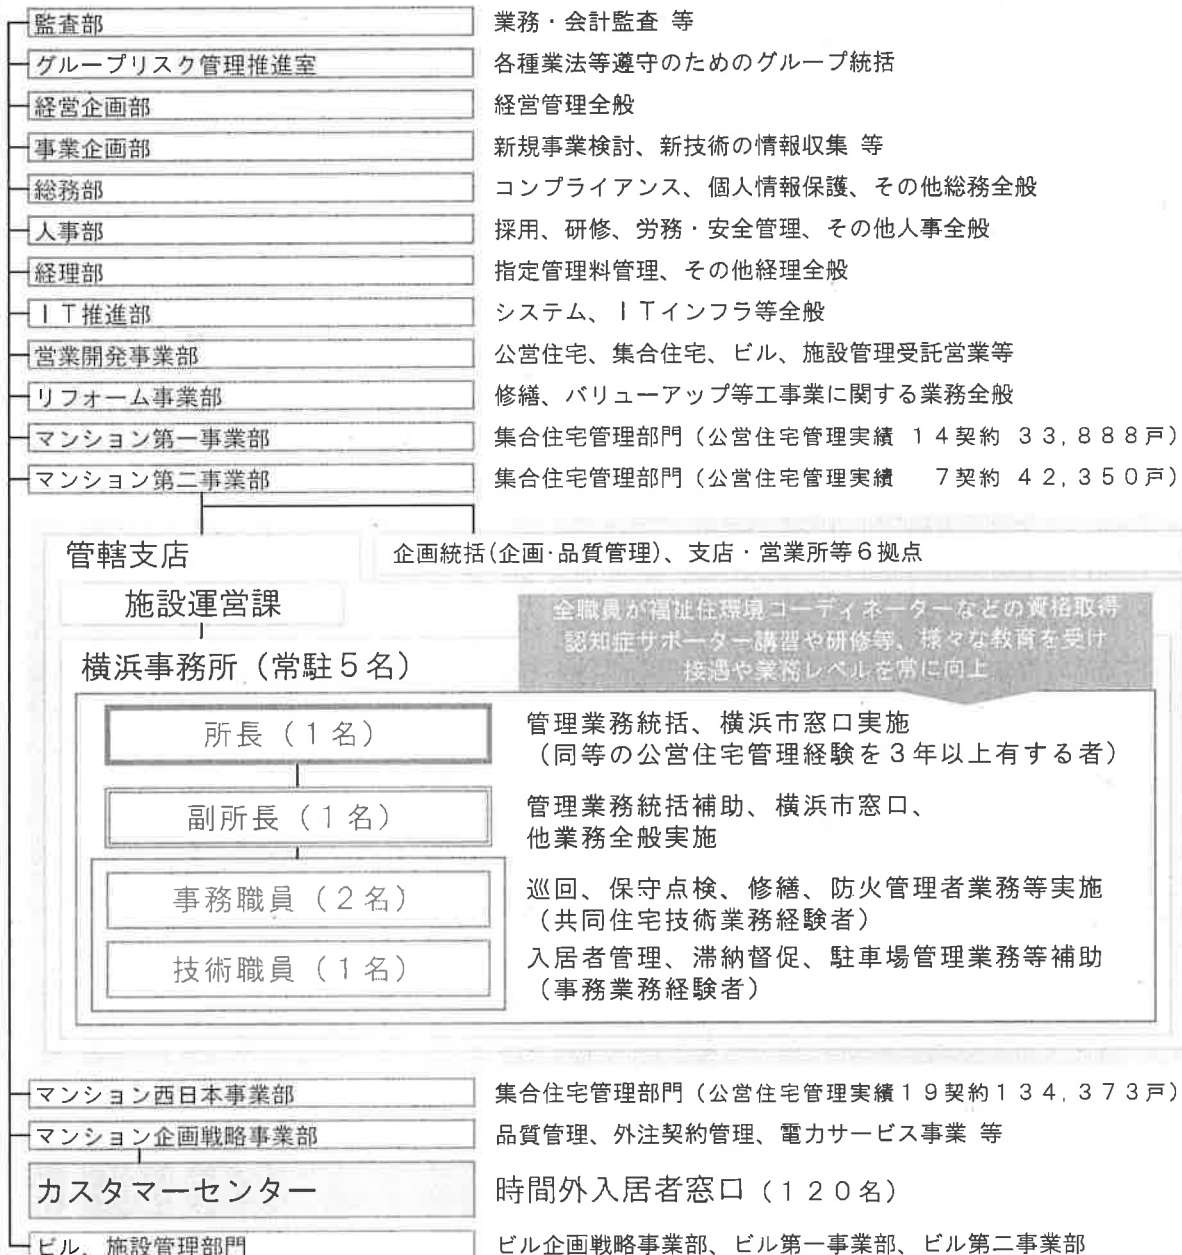 監査部 業務・会計監査 等
グループリスク管理推進室 各種業法等遵守のためのグループ統括
経営企画部 経営管理全般
事業企画部 新規事業検討、新技術の情報収集 等
総務部 コンプライアンス、個人情報保護、その他総務全般
人事部 採用、研修、労務・安全管理、その他人事全般
経理部 指定管理料管理、その他経理全般
IT推進部 システム、ITインフラ等全般
営業開発事業部 公営住宅、集合住宅、ビル、施設管理受託営業等
リフォーム事業部 修繕、バリューアップ等工事業に関する業務全般
マンション第一事業部 集合住宅管理部門（公営住宅管理実績 14契約 33,888戸）
マンション第二事業部 集合住宅管理部門（公営住宅管理実績 7契約 42,350戸）
管轄支店 企画統括(企画・品質管理)、支店・営業所等6拠点
施設運営課
全職員が福祉住環境コーディネーターなどの資格取得
認知症サポーター講習や研修等、様々な教育を受け
接遇や業務レベルを常に向上
横浜事務所（常駐5名）
所長（1名） 管理業務統括、横浜市窓口実施
（同等の公営住宅管理経験を3年以上有する者）
副所長（1名） 管理業務統括補助、横浜市窓口、
他業務全般実施
事務職員（2名） 巡回、保守点検、修繕、防火管理者業務等実施
（共同住宅技術業務経験者）
技術職員（1名） 入居者管理、滞納督促、駐車場管理業務等補助
（事務業務経験者）
マンション西日本事業部 集合住宅管理部門（公営住宅管理実績19契約134,373戸）
マンション企画戦略事業部 品質管理、外注契約管理、電力サービス事業 等
カスタマーセンター 時間外入居者窓口（120名）
ビル、施設管理部門 ビル企画戦略事業部、ビル第一事業部、ビル第二事業部